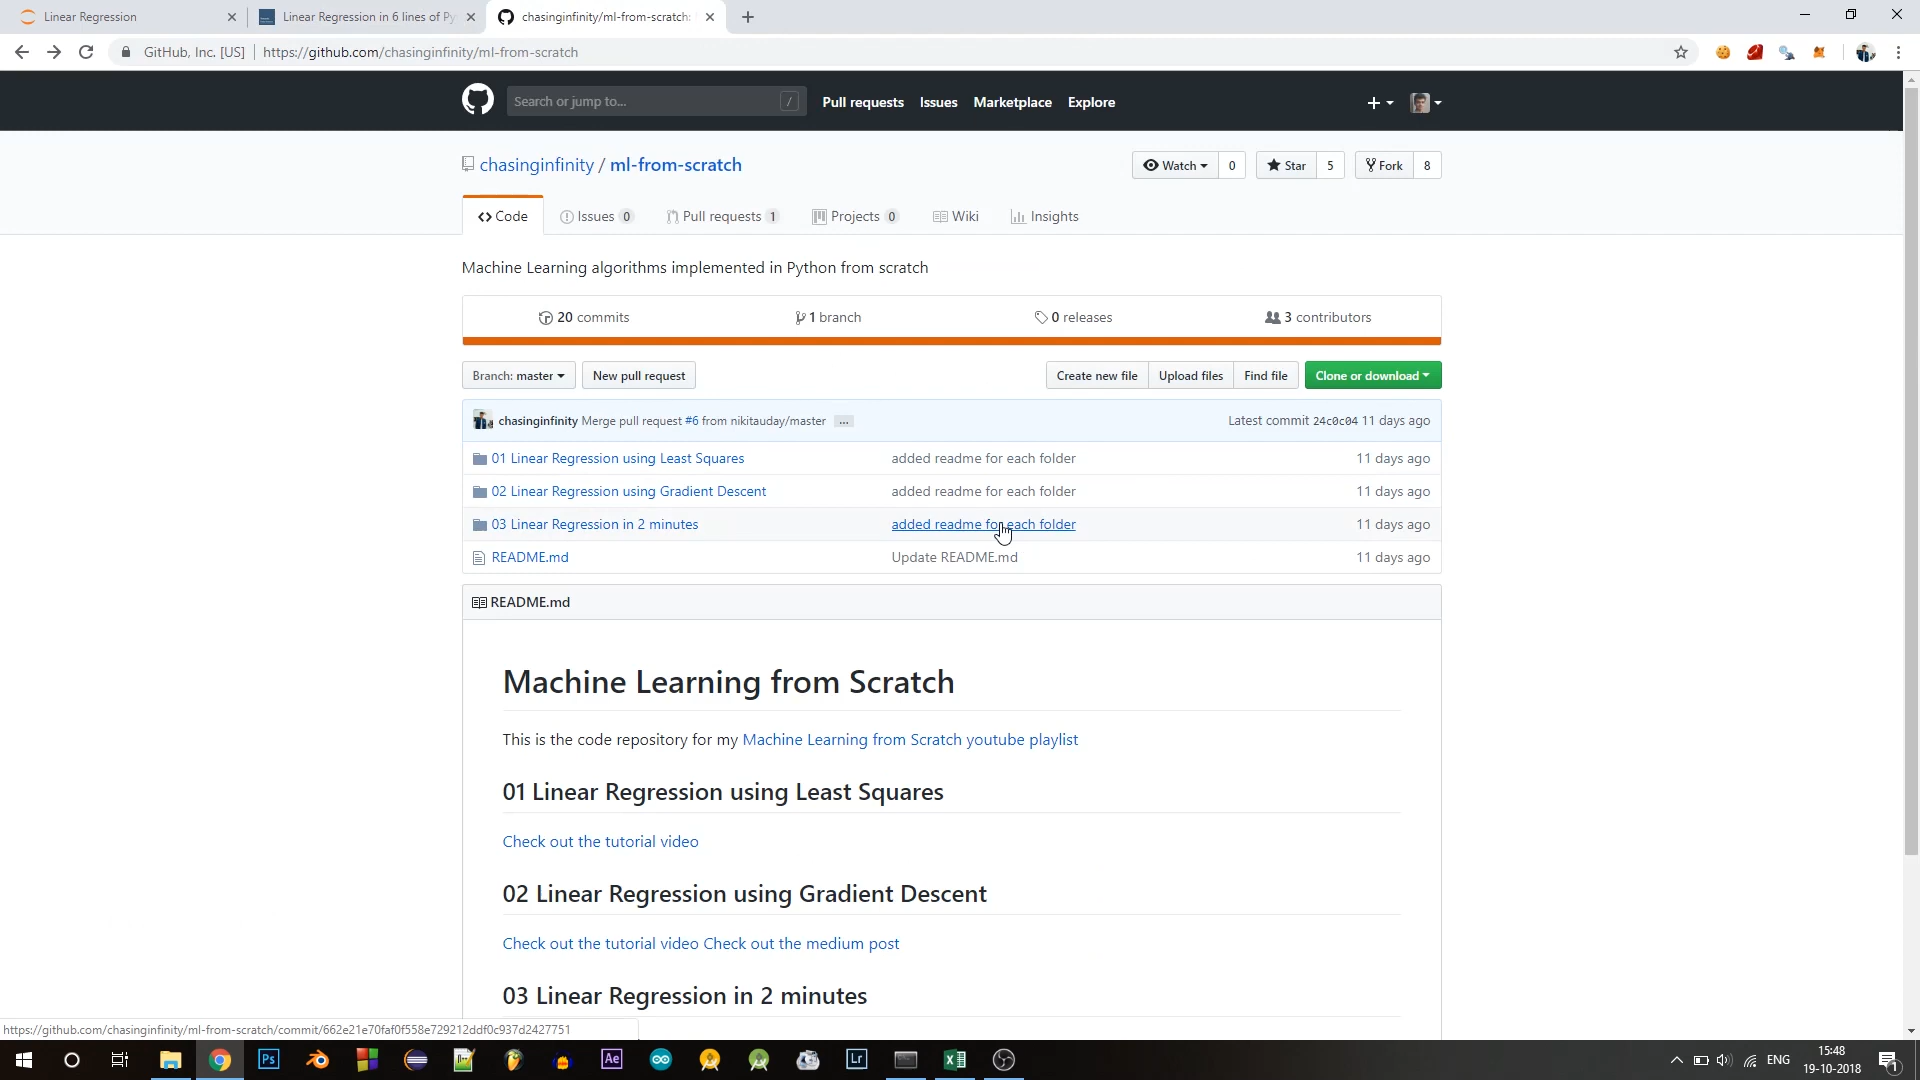 Linear Regression
Linear Regression in 6 lines of Py
chasinginfinity/ml-from-scratch:
GitHub, Inc. [US] | https://github.com/chasinginfinity/ml-from-scratch
Search or jump to... /
Pull requests Issues Marketplace Explore
chasinginfinity / ml-from-scratch
Watch 0 Star 5 Fork 8
Code Issues 0 Pull requests 1 Projects 0 Wiki Insights
Machine Learning algorithms implemented in Python from scratch
20 commits 1 branch 0 releases 3 contributors
Branch: master New pull request Create new file Upload files Find file Clone or download
chasinginfinity Merge pull request #6 from nikitauday/master ... Latest commit 24c0c04 11 days ago
01 Linear Regression using Least Squares added readme for each folder 11 days ago
02 Linear Regression using Gradient Descent added readme for each folder 11 days ago
03 Linear Regression in 2 minutes added readme for each folder 11 days ago
README.md Update README.md 11 days ago
README.md
Machine Learning from Scratch
This is the code repository for my Machine Learning from Scratch youtube playlist
01 Linear Regression using Least Squares
Check out the tutorial video
02 Linear Regression using Gradient Descent
Check out the tutorial video Check out the medium post
03 Linear Regression in 2 minutes
https://github.com/chasinginfinity/ml-from-scratch/commit/662e21e70faf0f558e729212ddf0c937d2427751
Ps Ae Lr ENG 15:48
19-10-2018
1